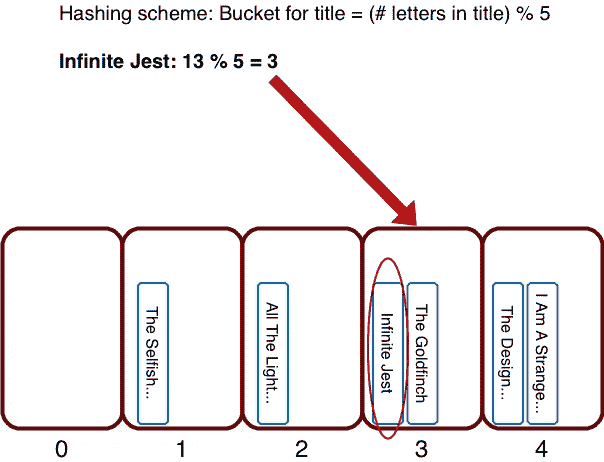 Hashing scheme: Bucket for title = (# letters in title) % 5
Infinite Jest: 13 % 5 = 3
The Selfish...
All The Light...
Infinite Jest
The Goldfinch
The Design...
I Am A Strange...
0 1 2 3 4